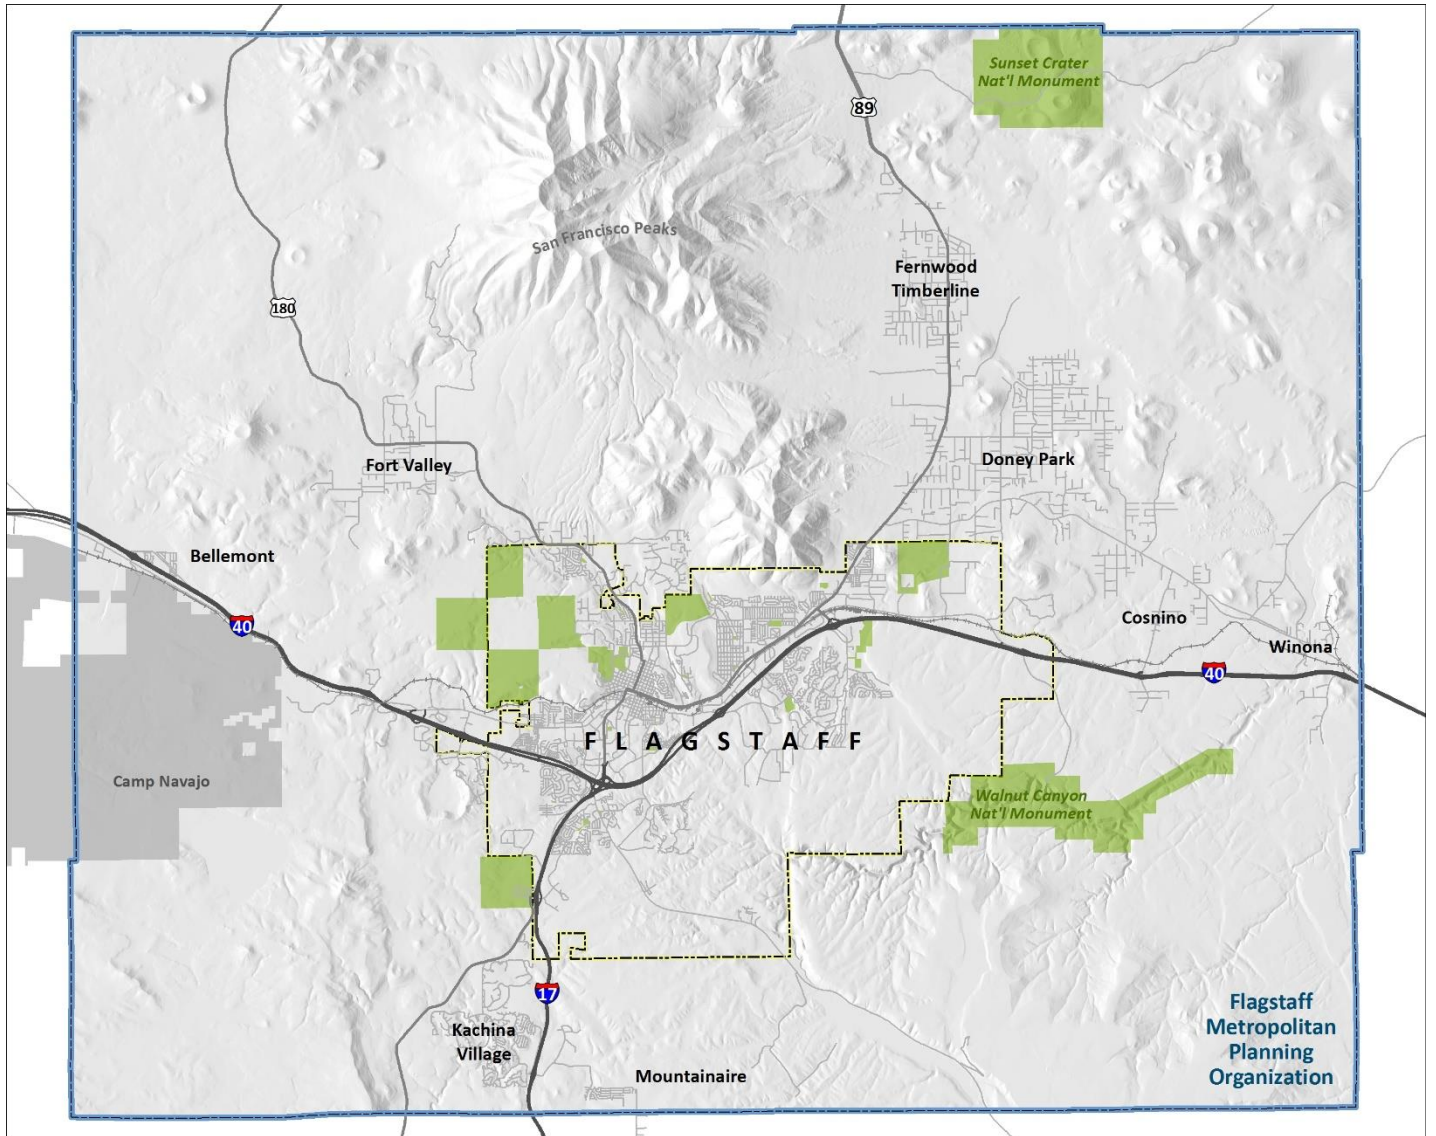 Sunset Crater
Nat'l Monument
89
San Francisco Peaks
Fernwood
Timberline
180
Doney Park
Fort Valley
Bellemont
40
Cosnino
Winona
40
FLAGSTAFF
Camp Navajo
Walnut Canyon
Nat'l Monument
17
Kachina
Village
Mountainaire
Flagstaff
Metropolitan
Planning
Organization